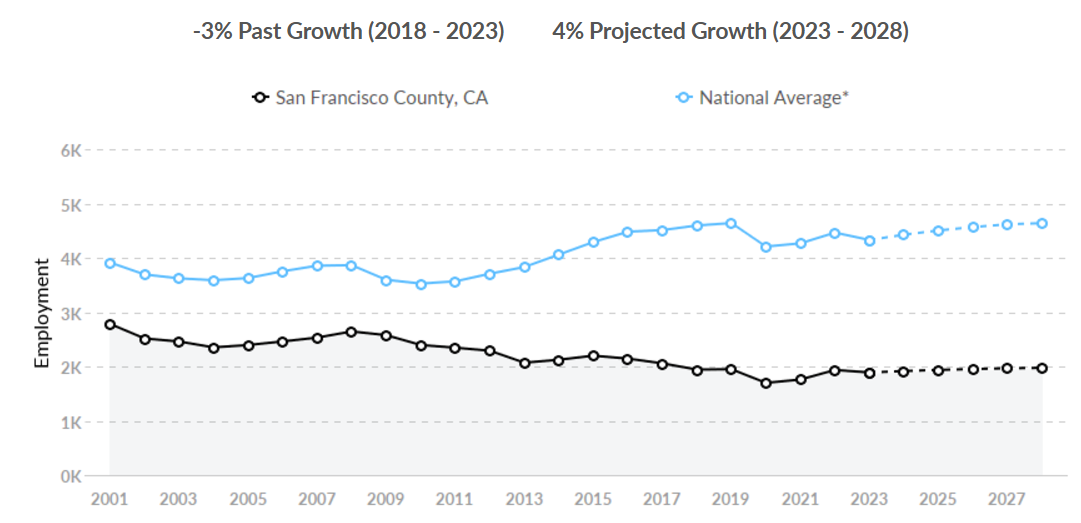 -3% Past Growth (2018 - 2023) 4% Projected Growth (2023 - 2028)
San Francisco County, CA National Average*
6K
5K
4K
3K
2K
1K
0K
Employment
2001 2003 2005 2007 2009 2011 2013 2015 2017 2019 2021 2023 2025 2027